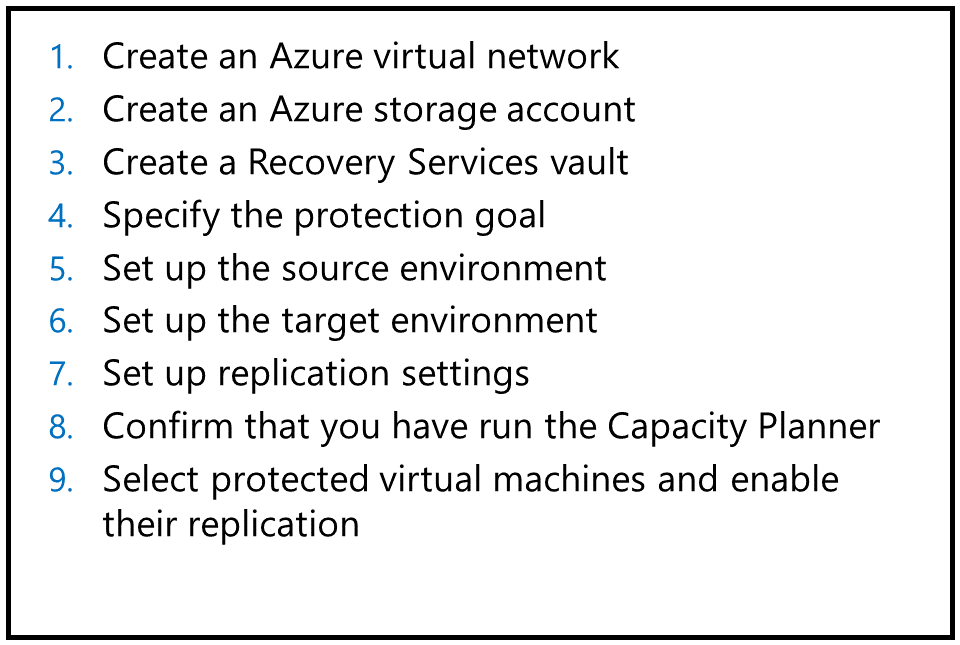 1. Create an Azure virtual network
2. Create an Azure storage account
3. Create a Recovery Services vault
4. Specify the protection goal
5. Set up the source environment
6. Set up the target environment
7. Set up replication settings
8. Confirm that you have run the Capacity Planner
9. Select protected virtual machines and enable
their replication